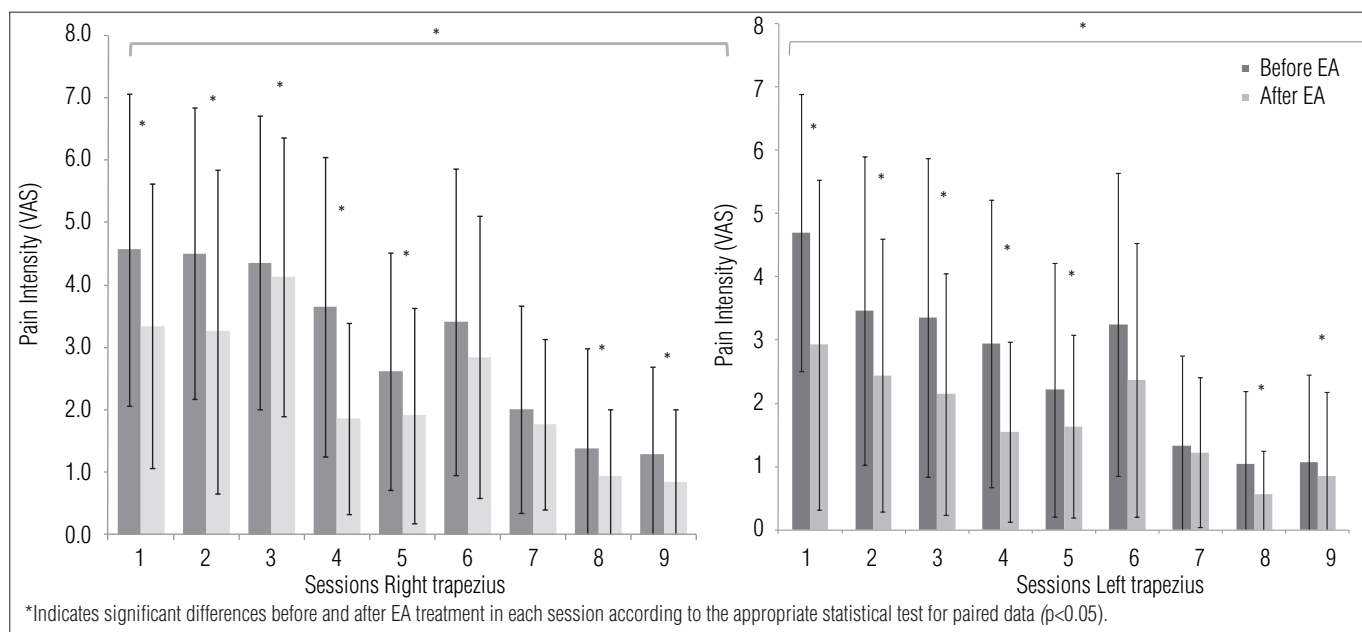 8.0
7.0
6.0
5.0
4.0
3.0
2.0
1.0
0.0
Pain Intensity (VAS)
*
* * * * * * *
1 2 3 4 5 6 7 8 9
Sessions Right trapezius
8
7
6
5
4
3
2
1
0
Pain Intensity (VAS)
*
Before EA
After EA
* * * * * * *
1 2 3 4 5 6 7 8 9
Sessions Left trapezius
*Indicates significant differences before and after EA treatment in each session according to the appropriate statistical test for paired data (p<0.05).